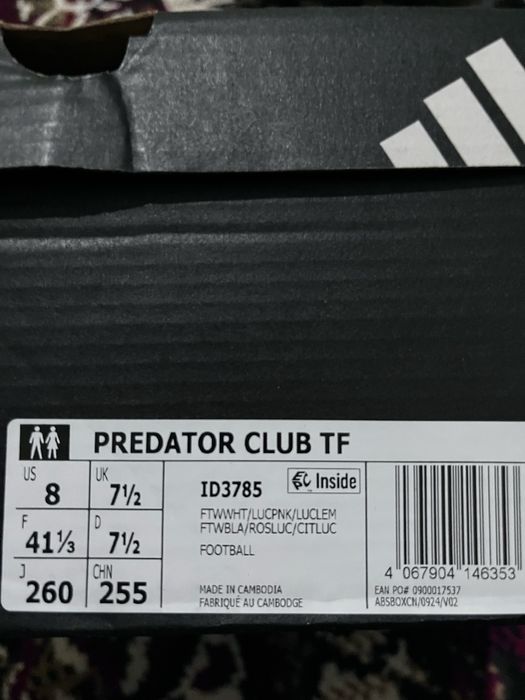 PREDATOR CLUB TF
US 8 UK 7½
F 41⅓ D 7½
J 260 CHN 255
ID3785
€C Inside
FTWWHT/LUCPNK/LUCLEM
FTWBLA/ROSLUC/CITLUC
FOOTBALL
MADE IN CAMBODIA
FABRIQUÉ AU CAMBODGE
4 067904 146353
EAN PO# 0900017537
ABSBOXCN/0924/V02